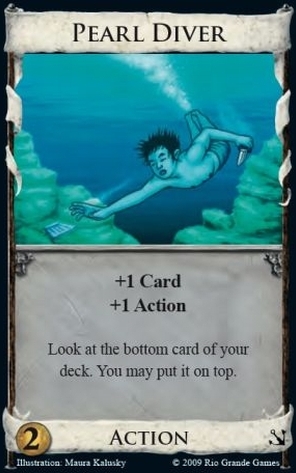 PEARL DIVER
+1 Card
+1 Action
Look at the bottom card of your
deck. You may put it on top.
2
ACTION
Illustration: Maura Kalusky © 2009 Rio Grande Games